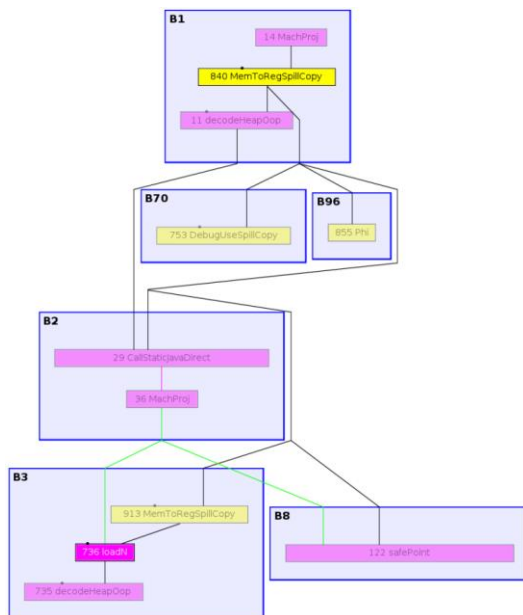 B1
14 MachProj
840 MemToRegSpillCopy
11 decodeHeapOop
B70
753 DebugUseSpillCopy
B96
855 Phi
B2
29 CallStaticJavaDirect
36 MachProj
B3
913 MemToRegSpillCopy
736 loadN
735 decodeHeapOop
B8
122 safePoint